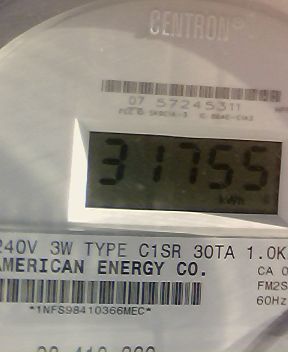 CENTRON®
07 57245311
31755
kWh
240V 3W TYPE C1SR 30TA 1.0K
AMERICAN ENERGY CO.
CA 0
FM2S
60Hz
*1NFS98410366MEC*